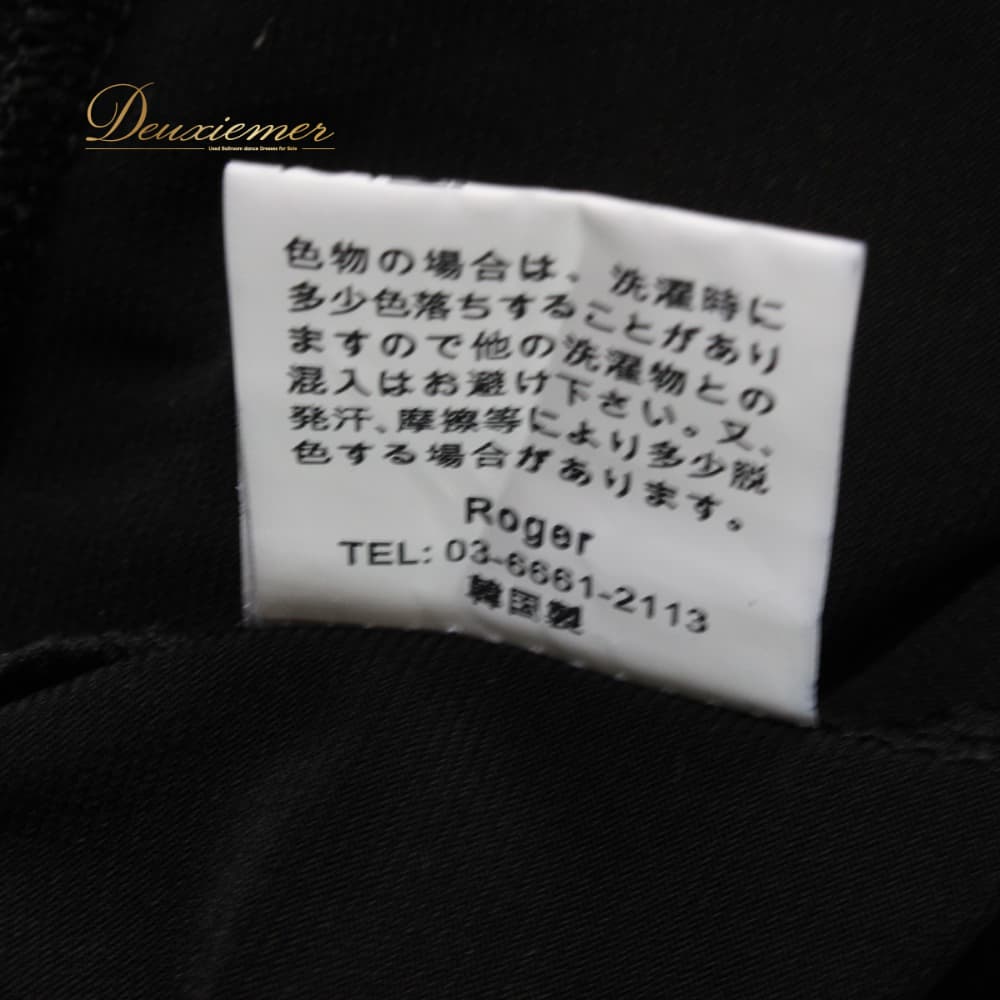 Deuxiemer
Used Ballroom dance Dresses for Sale
色物の場合は、洗濯時に
多少色落ちすることがあり
ますので他の洗濯物との
混入はお避け下さい。又、
発汗、摩擦等により多少脱
色する場合があります。
Roger
TEL: 03-6661-2113
韓国製